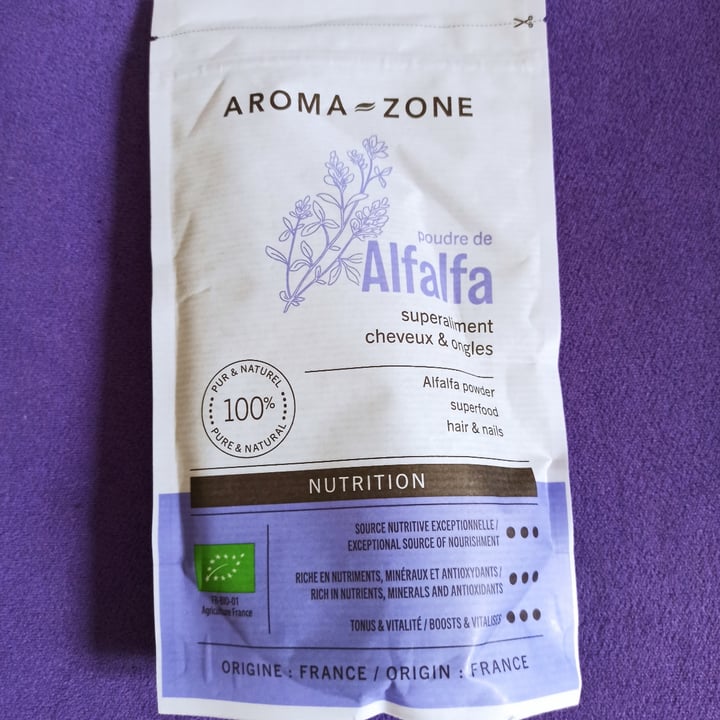 AROMA ZONE
poudre de
Alfalfa
superaliment
cheveux & ongles
Alfalfa powder
superfood
hair & nails
PUR & NATUREL
100%
PURE & NATURAL
NUTRITION
SOURCE NUTRITIVE EXCEPTIONNELLE /
EXCEPTIONAL SOURCE OF NOURISHMENT
RICHE EN NUTRIMENTS, MINÉRAUX ET ANTIOXYDANTS /
RICH IN NUTRIENTS, MINERALS AND ANTIOXIDANTS
TONUS & VITALITÉ / BOOSTS & VITALISES
FR-BIO-01
Agriculture France
ORIGINE : FRANCE / ORIGIN : FRANCE